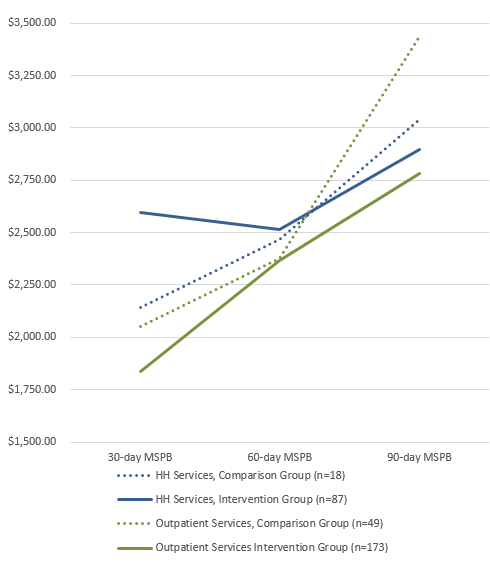 $3,500.00
$3,250.00
$3,000.00
$2,750.00
$2,500.00
$2,250.00
$2,000.00
$1,750.00
$1,500.00
30-day MSPB 60-day MSPB 90-day MSPB
HH Services, Comparison Group (n=18)
HH Services, Intervention Group (n=87)
Outpatient Services, Comparison Group (n=49)
Outpatient Services Intervention Group (n=173)